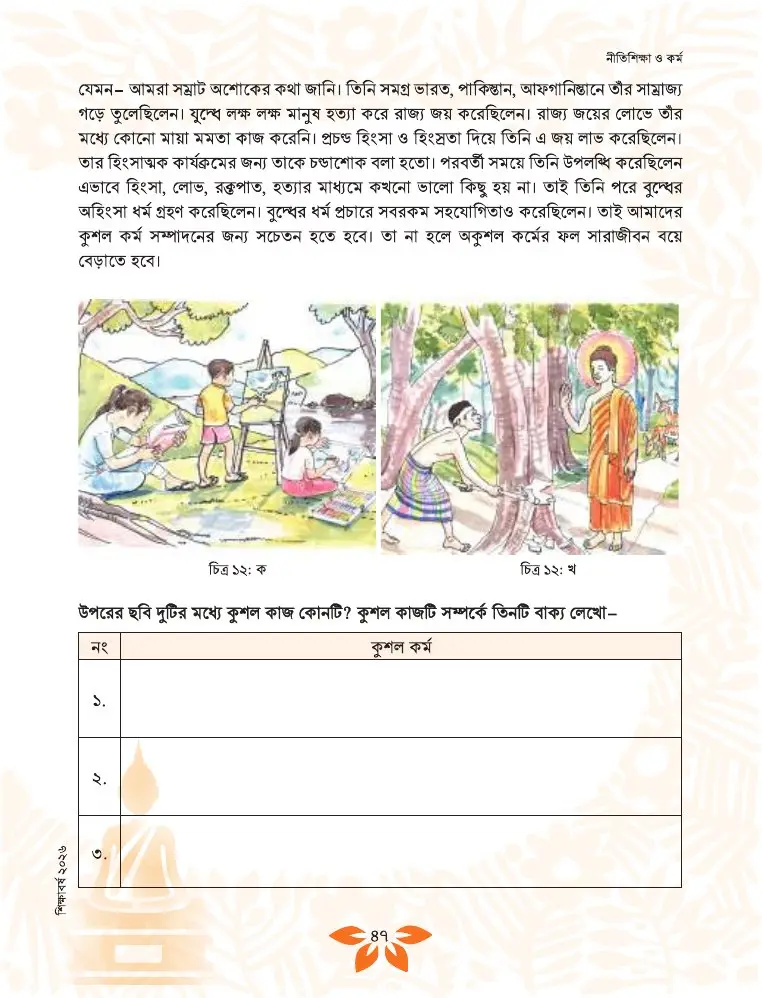 নীতিশিক্ষা ও কর্ম
যেমন– আমরা সম্রাট অশোকের কথা জানি। তিনি সমগ্র ভারত, পাকিস্তান, আফগানিস্তানে তাঁর সাম্রাজ্য
গড়ে তুলেছিলেন। যুদ্ধে লক্ষ লক্ষ মানুষ হত্যা করে রাজ্য জয় করেছিলেন। রাজ্য জয়ের লোভে তাঁর
মধ্যে কোনো মায়া মমতা কাজ করেনি। প্রচন্ড হিংসা ও হিংস্রতা দিয়ে তিনি এ জয় লাভ করেছিলেন।
তার হিংসাত্মক কার্যক্রমের জন্য তাকে চন্ডাশোক বলা হতো। পরবর্তী সময়ে তিনি উপলব্ধি করেছিলেন
এভাবে হিংসা, লোভ, রক্তপাত, হত্যার মাধ্যমে কখনো ভালো কিছু হয় না। তাই তিনি পরে বুদ্ধের
অহিংসা ধর্ম গ্রহণ করেছিলেন। বুদ্ধের ধর্ম প্রচারে সবরকম সহযোগিতাও করেছিলেন। তাই আমাদের
কুশল কর্ম সম্পাদনের জন্য সচেতন হতে হবে। তা না হলে অকুশল কর্মের ফল সারাজীবন বয়ে
বেড়াতে হবে।
চিত্র ১২: ক
চিত্র ১২: খ
উপরের ছবি দুটির মধ্যে কুশল কাজ কোনটি? কুশল কাজটি সম্পর্কে তিনটি বাক্য লেখো–
নং
কুশল কর্ম
১.
২.
৩.
শিক্ষাবর্ষ ২০২৬
৪৭